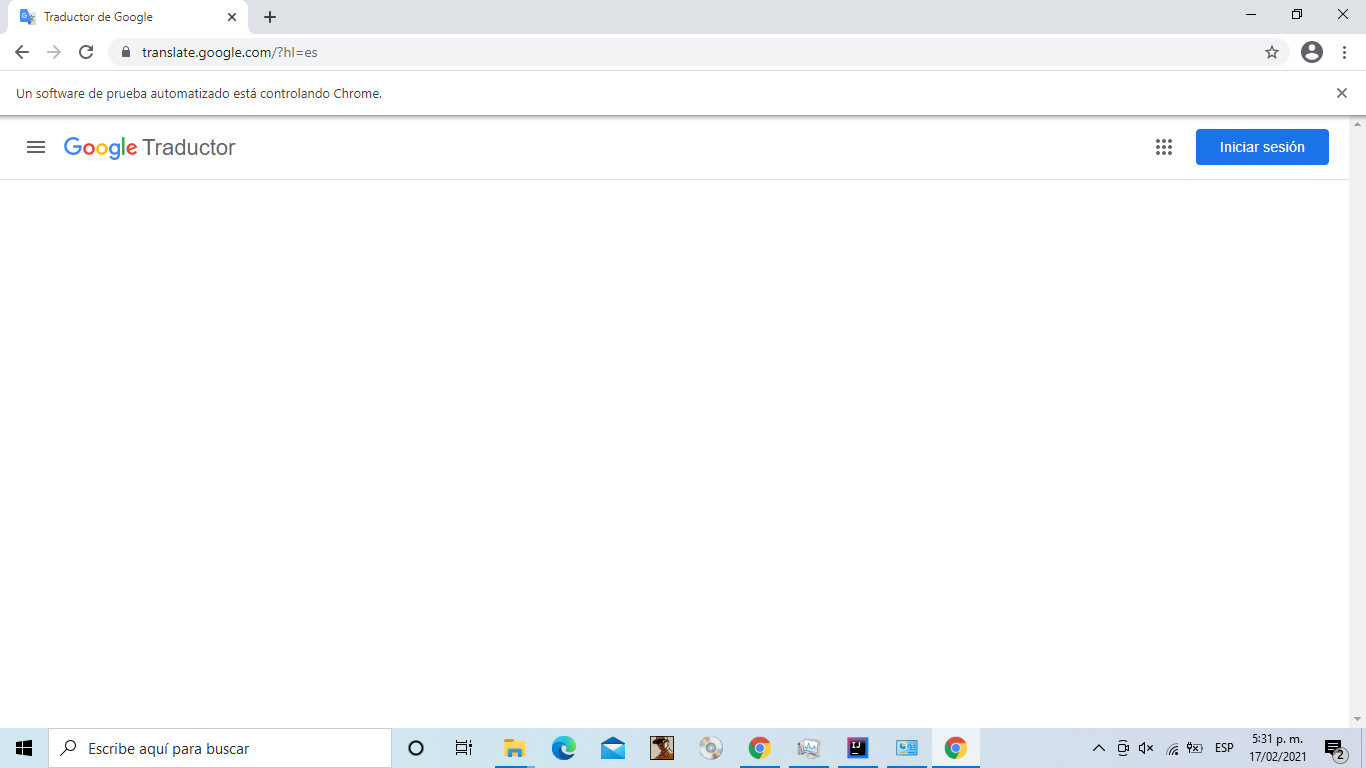 Traductor de Google
translate.google.com/?hl=es
Un software de prueba automatizado está controlando Chrome.
Google Traductor
Iniciar sesión
Escribe aquí para buscar
ESP
5:31 p. m.
17/02/2021
2